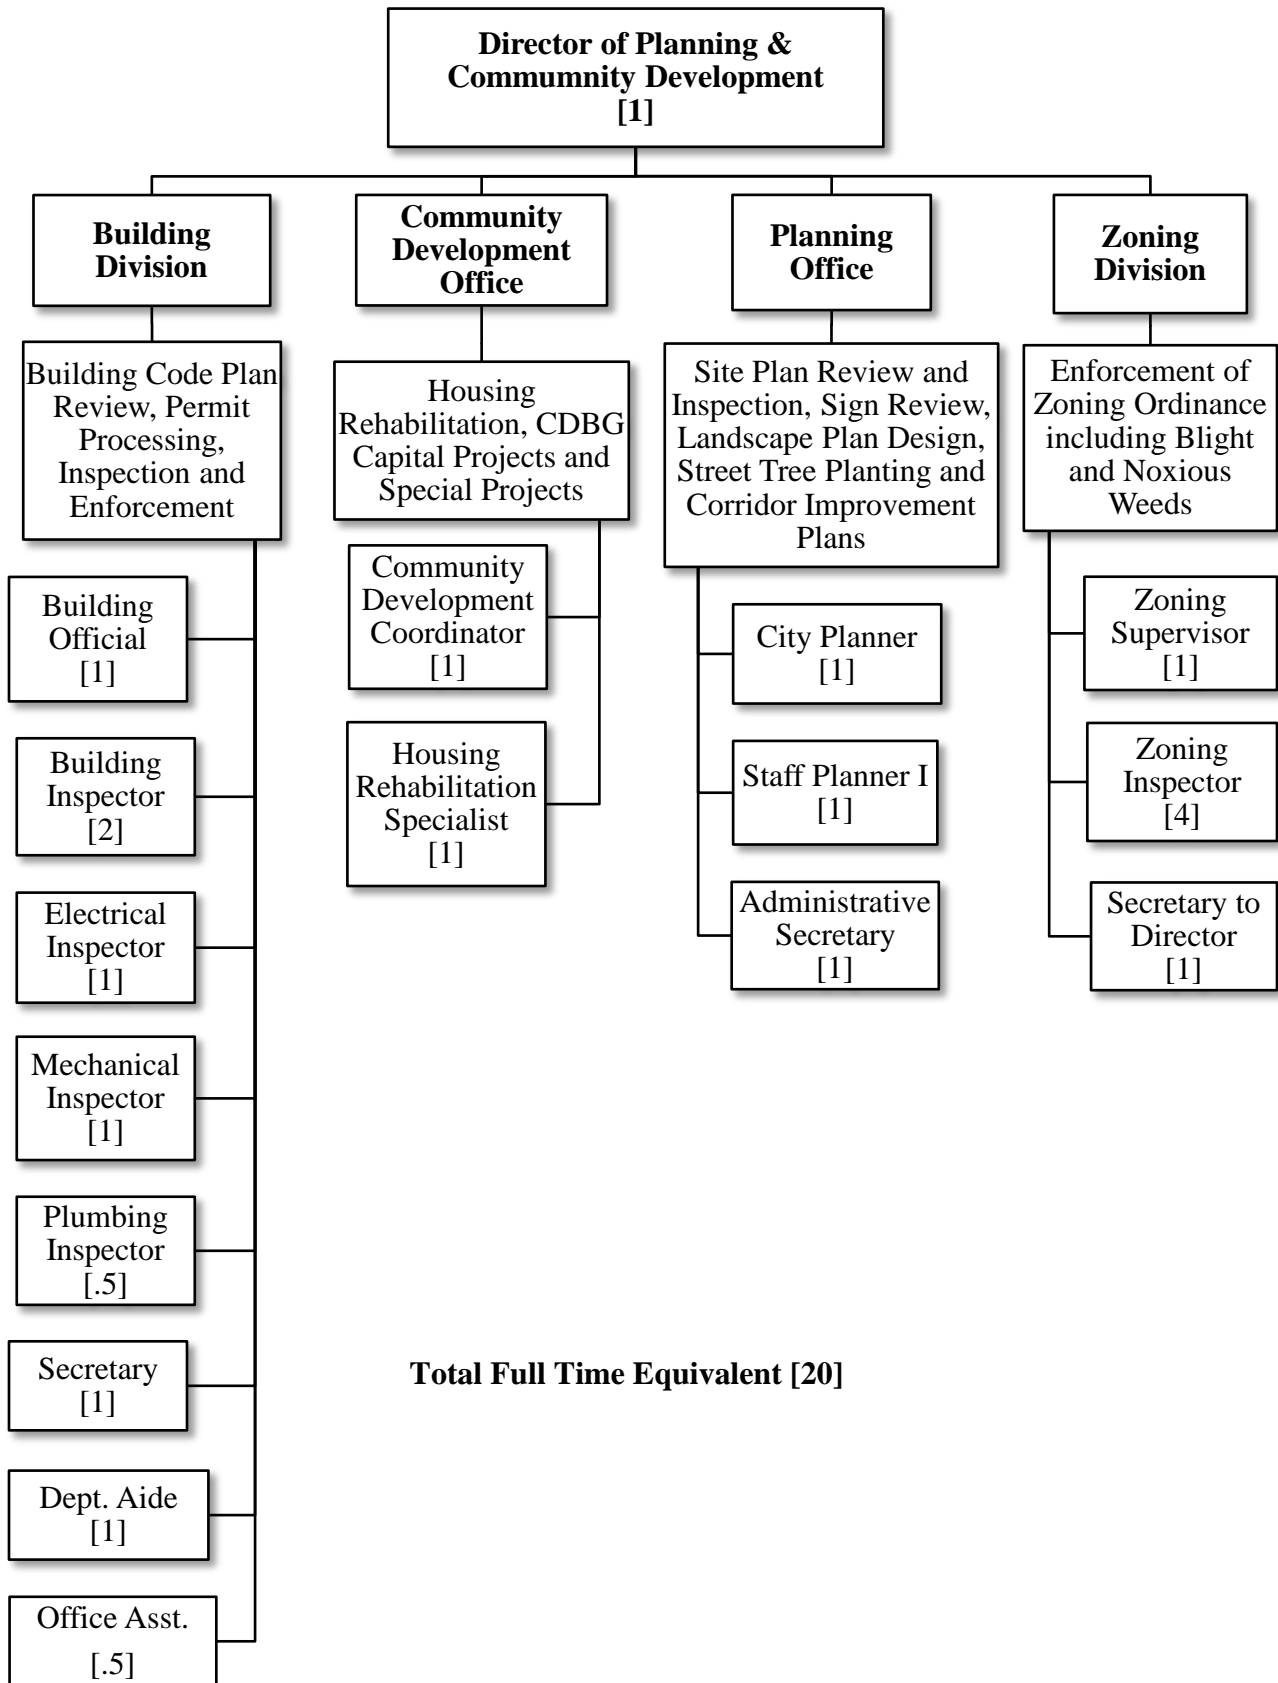 Director of Planning &
Commumnity Development
[1]
Building
Division
Community
Development
Office
Planning
Office
Zoning
Division
Building Code Plan
Review, Permit
Processing,
Inspection and
Enforcement
Housing
Rehabilitation, CDBG
Capital Projects and
Special Projects
Site Plan Review and
Inspection, Sign Review,
Landscape Plan Design,
Street Tree Planting and
Corridor Improvement
Plans
Enforcement of
Zoning Ordinance
including Blight
and Noxious
Weeds
Building
Official
[1]
Building
Inspector
[2]
Electrical
Inspector
[1]
Mechanical
Inspector
[1]
Plumbing
Inspector
[.5]
Secretary
[1]
Dept. Aide
[1]
Office Asst.
[.5]
Community
Development
Coordinator
[1]
Housing
Rehabilitation
Specialist
[1]
City Planner
[1]
Staff Planner I
[1]
Administrative
Secretary
[1]
Zoning
Supervisor
[1]
Zoning
Inspector
[4]
Secretary to
Director
[1]
Total Full Time Equivalent [20]